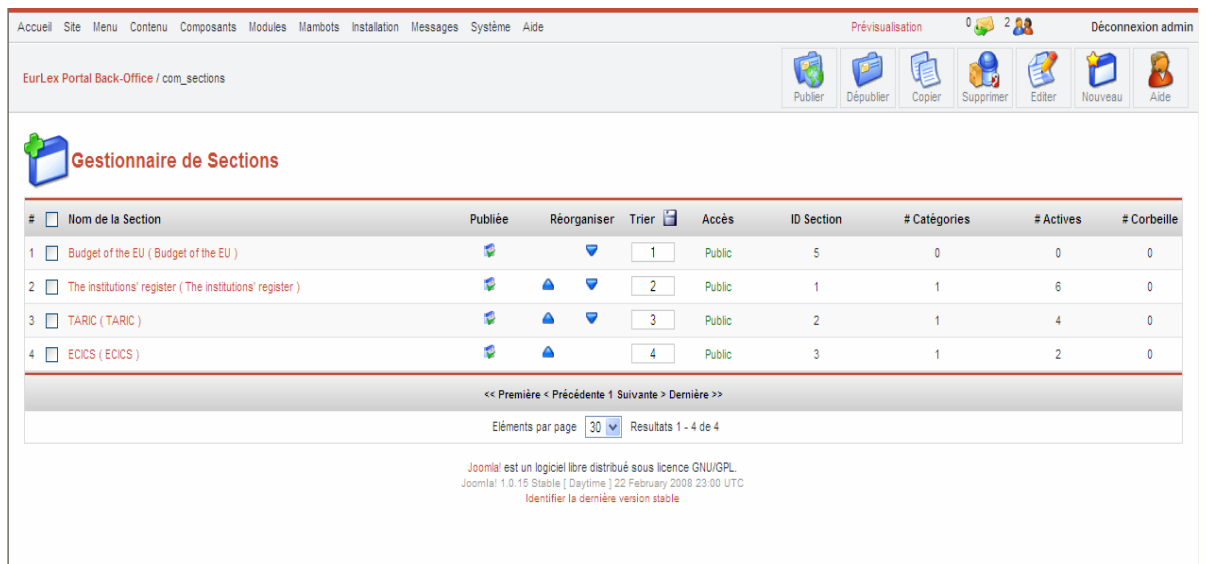 Accueil Site Menu Contenu Composants Modules Mambots Installation Messages Système Aide Prévisualisation 0 2 Déconnexion admin
EurLex Portal Back-Office / com_sections
Publier Dépublier Copier Supprimer Editer Nouveau Aide
Gestionnaire de Sections
# Nom de la Section Publiée Réorganiser Trier Accès ID Section # Catégories # Actives # Corbeille
1 Budget of the EU ( Budget of the EU ) 1 Public 5 0 0 0
2 The institutions' register ( The institutions' register ) 2 Public 1 1 6 0
3 TARIC ( TARIC ) 3 Public 2 1 4 0
4 ECICS ( ECICS ) 4 Public 3 1 2 0
<< Première < Précédente 1 Suivante > Dernière >>
Eléments par page 30 Resultats 1 - 4 de 4
Joomla! est un logiciel libre distribué sous licence GNU/GPL.
Joomla! 1.0.15 Stable [ Daytime ] 22 February 2008 23:00 UTC
Identifier la dernière version stable